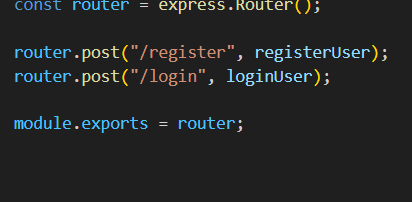 const router = express.Router();
router.post("/register", registerUser);
router.post("/login", loginUser);
module.exports = router;